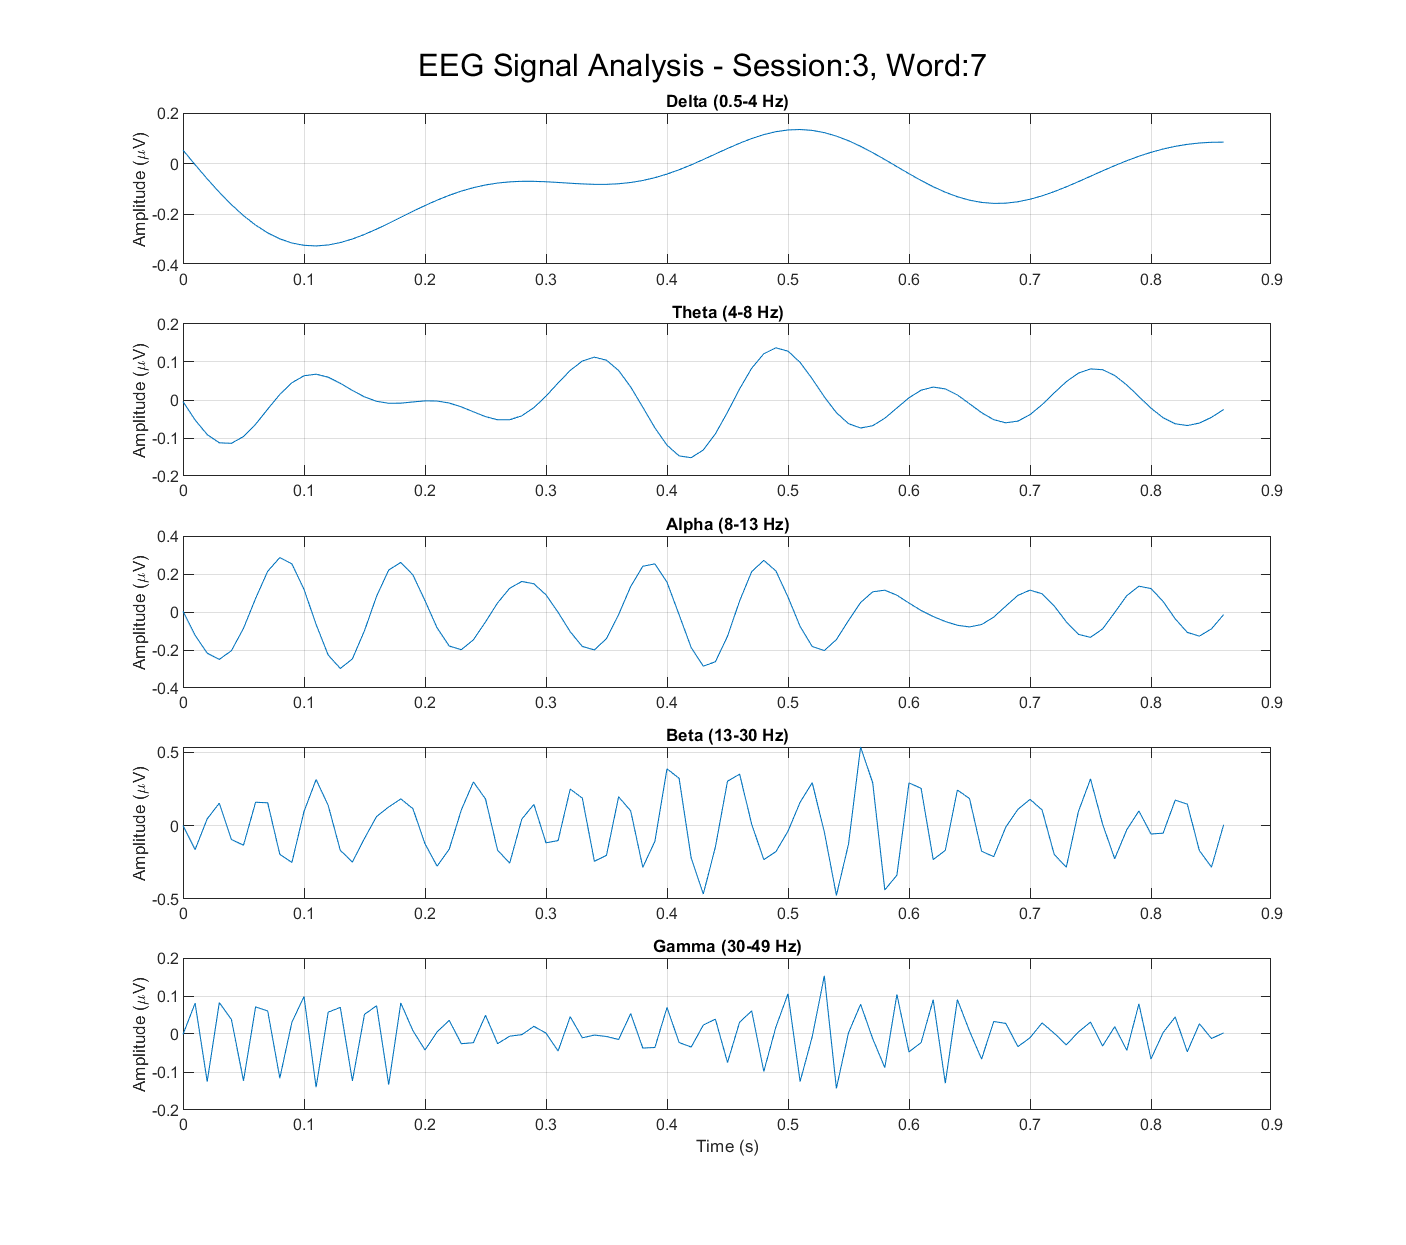 EEG Signal Analysis - Session:3, Word:7
Delta (0.5-4 Hz)
Amplitude (μV)
0.2
0
-0.2
-0.4
0 0.1 0.2 0.3 0.4 0.5 0.6 0.7 0.8 0.9
Theta (4-8 Hz)
Amplitude (μV)
0.2
0.1
0
-0.1
-0.2
0 0.1 0.2 0.3 0.4 0.5 0.6 0.7 0.8 0.9
Alpha (8-13 Hz)
Amplitude (μV)
0.4
0.2
0
-0.2
-0.4
0 0.1 0.2 0.3 0.4 0.5 0.6 0.7 0.8 0.9
Beta (13-30 Hz)
Amplitude (μV)
0.5
0
-0.5
0 0.1 0.2 0.3 0.4 0.5 0.6 0.7 0.8 0.9
Gamma (30-49 Hz)
Amplitude (μV)
0.2
0.1
0
-0.1
-0.2
0 0.1 0.2 0.3 0.4 0.5 0.6 0.7 0.8 0.9
Time (s)